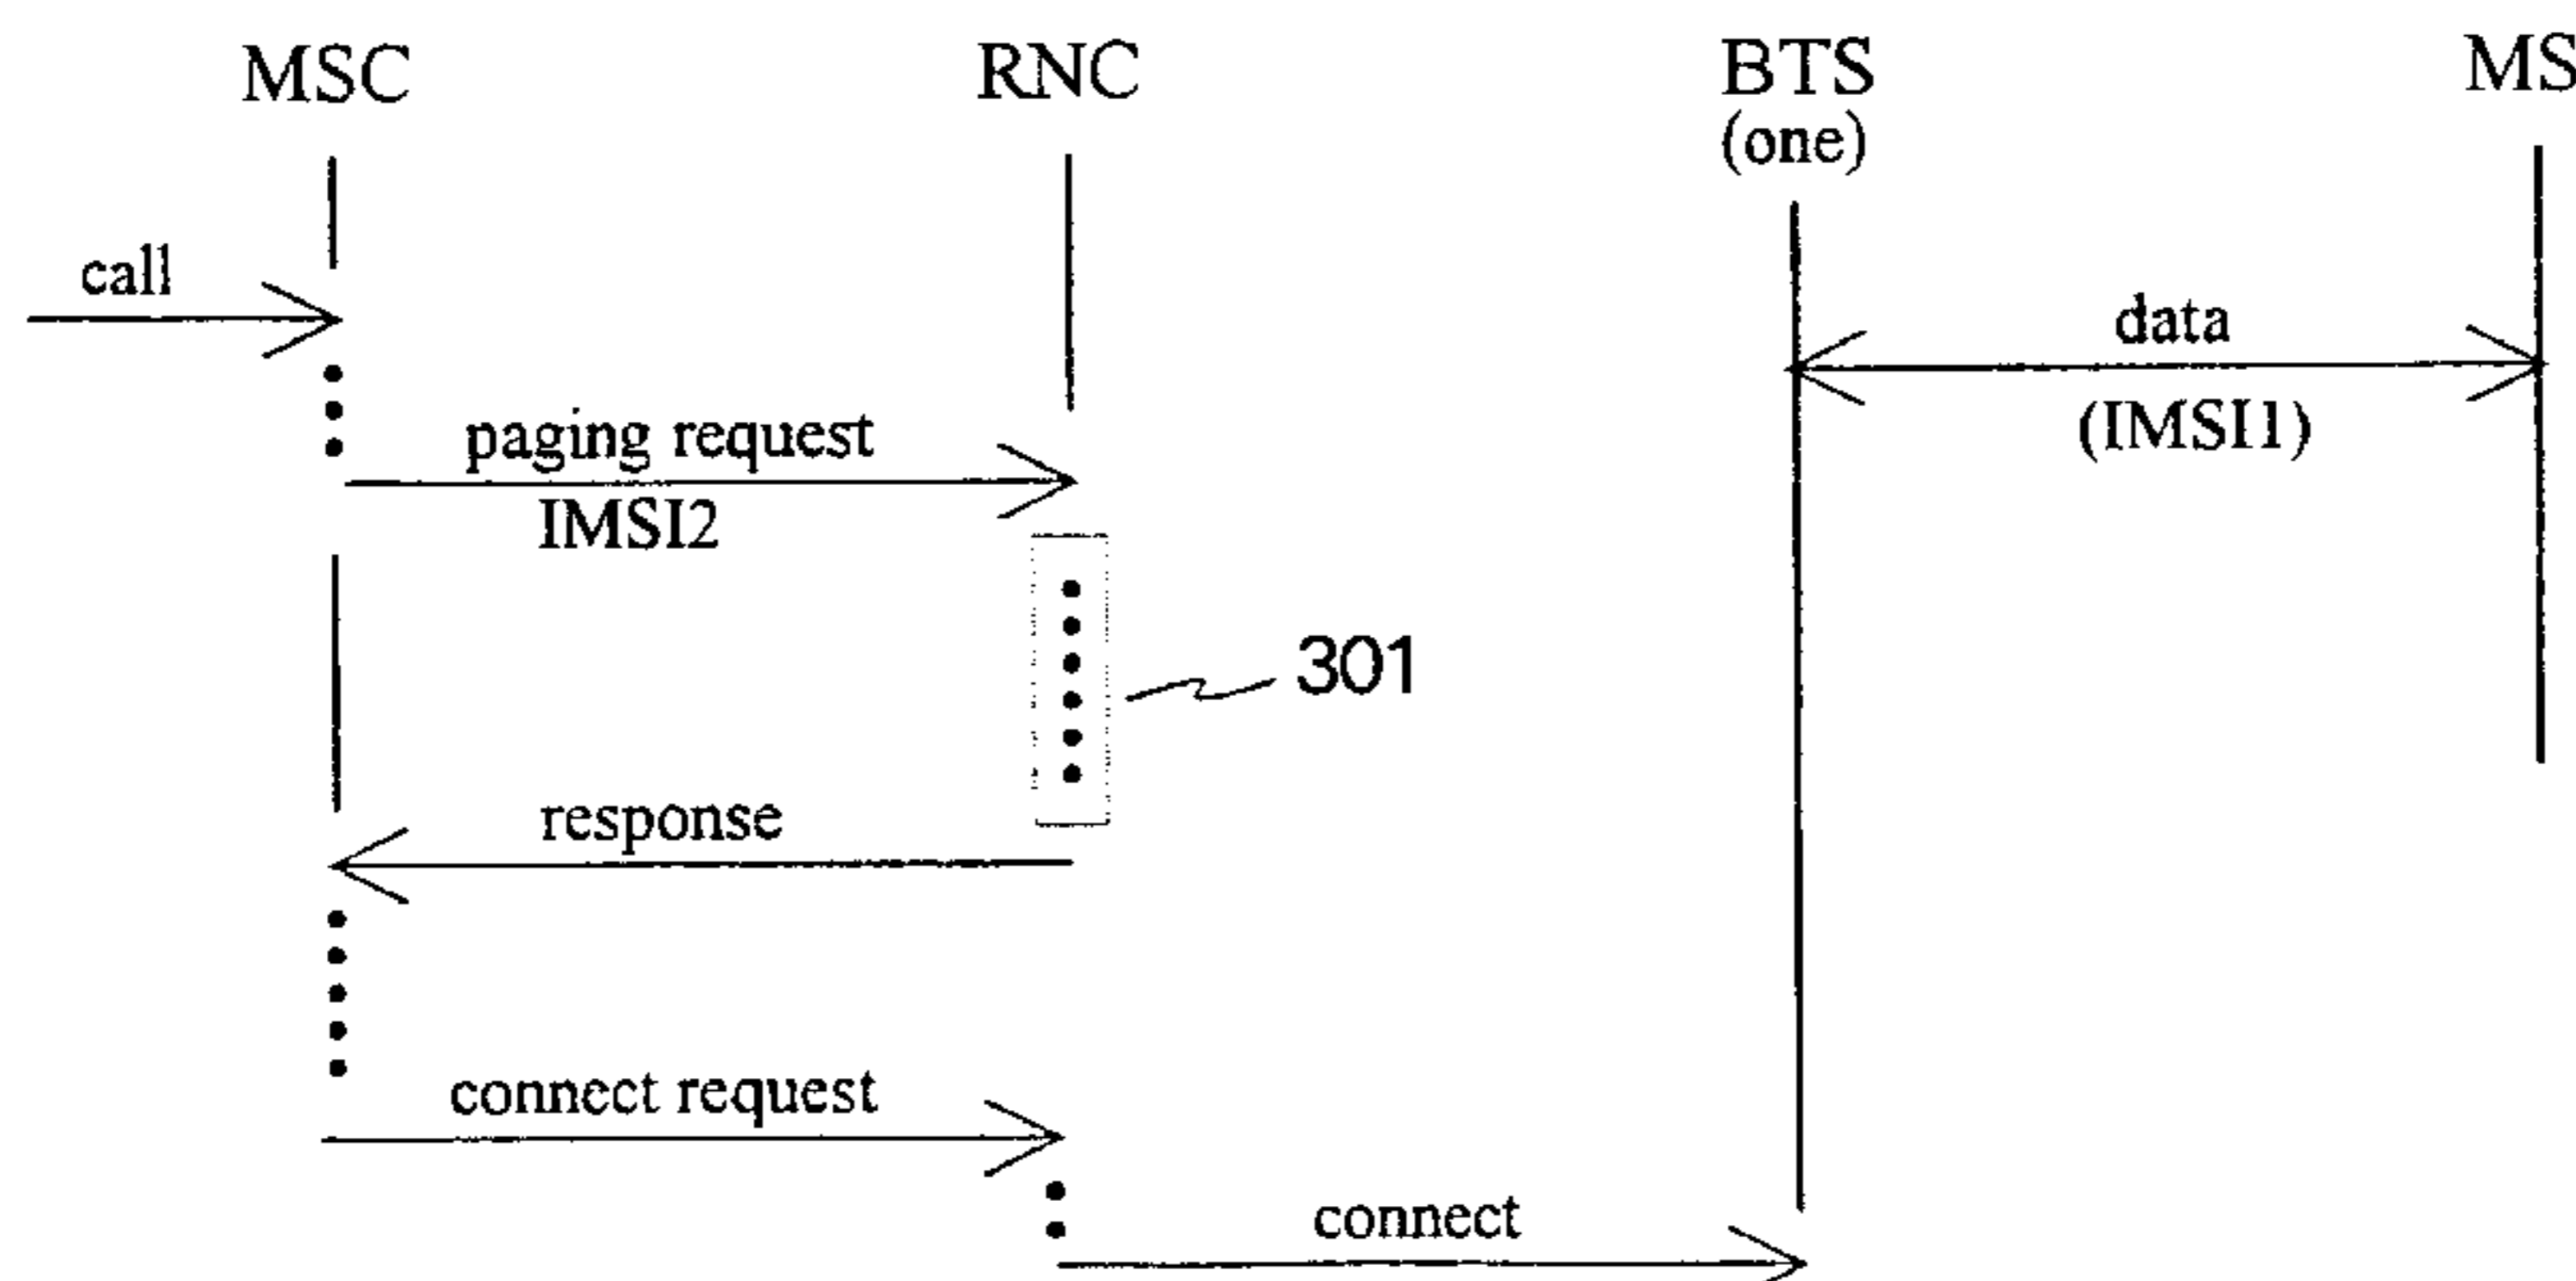 MSC
RNC
BTS
(one)
MS
call
data
(IMSI1)
paging request
IMSI2
301
response
connect request
connect